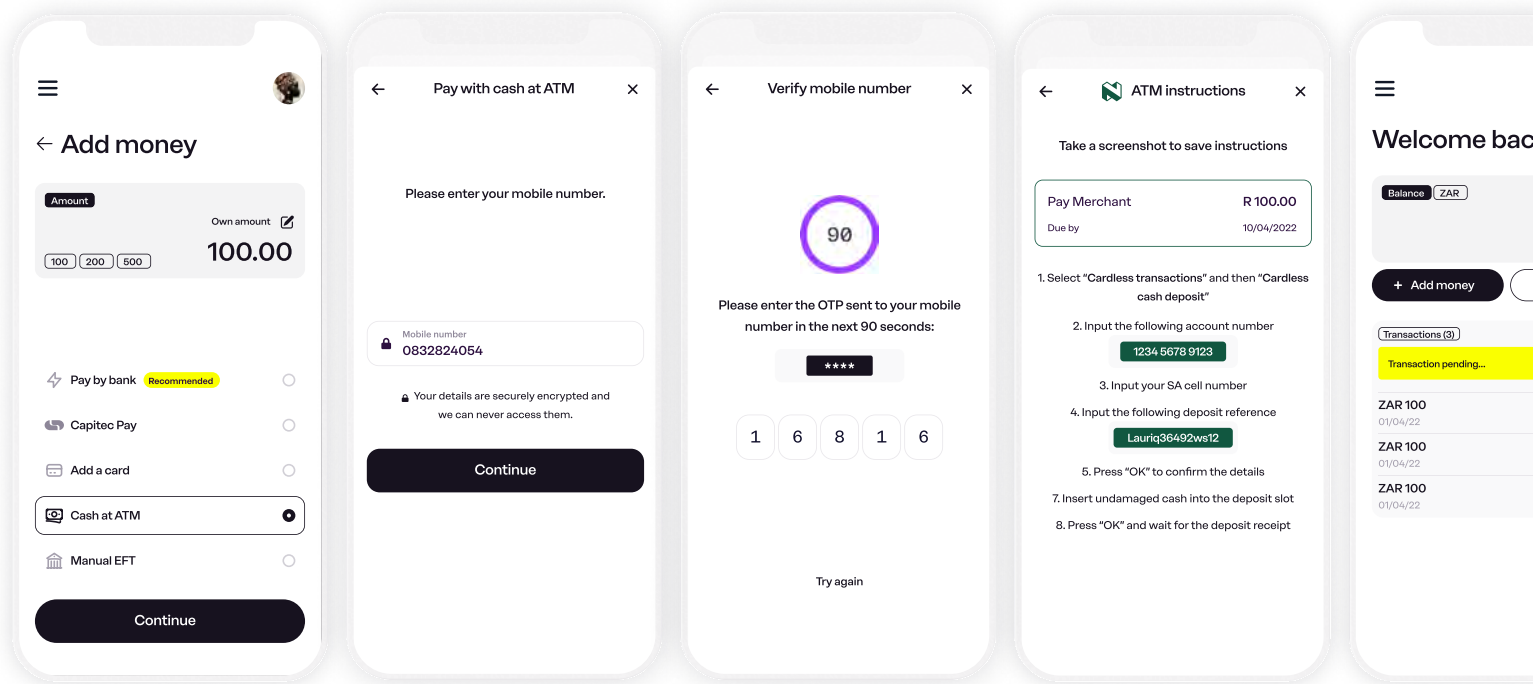 Add money
Amount
Own amount
100.00
100 200 500
Pay by bank Recommended
Capitec Pay
Add a card
Cash at ATM
Manual EFT
Continue
Pay with cash at ATM
Please enter your mobile number.
Mobile number
0832824054
Your details are securely encrypted and
we can never access them.
Continue
Verify mobile number
90
Please enter the OTP sent to your mobile
number in the next 90 seconds:
****
1 6 8 1 6
Try again
ATM instructions
Take a screenshot to save instructions
Pay Merchant R 100.00
Due by 10/04/2022
1. Select “Cardless transactions” and then “Cardless
cash deposit”
2. Input the following account number
1234 5678 9123
3. Input your SA cell number
4. Input the following deposit reference
Lauriq36492ws12
5. Press “OK” to confirm the details
7. Insert undamaged cash into the deposit slot
8. Press “OK” and wait for the deposit receipt
Welcome bac
Balance ZAR
+ Add money
Transactions (3)
Transaction pending...
ZAR 100
01/04/22
ZAR 100
01/04/22
ZAR 100
01/04/22